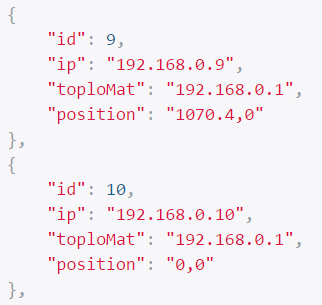 {
    "id": 9,
    "ip": "192.168.0.9",
    "toploMat": "192.168.0.1",
    "position": "1070.4,0"
},
{
    "id": 10,
    "ip": "192.168.0.10",
    "toploMat": "192.168.0.1",
    "position": "0,0"
},